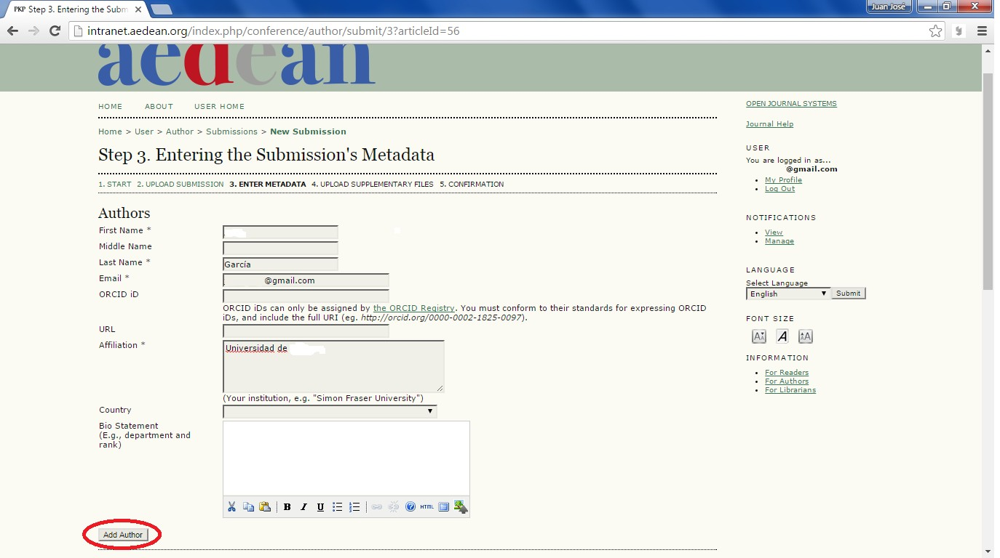 PKP Step 3. Entering the Subm
Juan José
intranet.aedean.org/index.php/conference/author/submit/3?articleId=56
aedean
HOME ABOUT USER HOME
Home > User > Author > Submissions > New Submission
Step 3. Entering the Submission's Metadata
1. START 2. UPLOAD SUBMISSION 3. ENTER METADATA 4. UPLOAD SUPPLEMENTARY FILES 5. CONFIRMATION
Authors
First Name *
Middle Name
Last Name * García
Email * @gmail.com
ORCID iD
ORCID iDs can only be assigned by the ORCID Registry. You must conform to their standards for expressing ORCID
iDs, and include the full URI (eg. http://orcid.org/0000-0002-1825-0097).
URL
Affiliation * Universidad de
(Your institution, e.g. "Simon Fraser University")
Country
Bio Statement
(E.g., department and
rank)
B I U HTML
Add Author
OPEN JOURNAL SYSTEMS
Journal Help
USER
You are logged in as...
@gmail.com
My Profile
Log Out
NOTIFICATIONS
View
Manage
LANGUAGE
Select Language
English Submit
FONT SIZE
A A A
INFORMATION
For Readers
For Authors
For Librarians